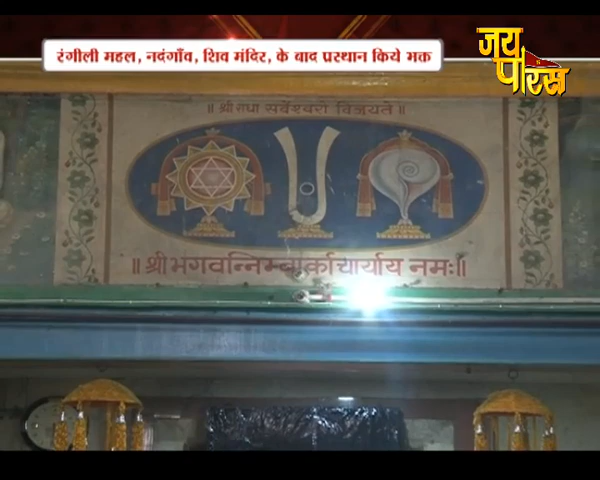 रंगीली महल, नदंगाँव, शिव मंदिर, के बाद प्रस्थान किये भक्त
जय
पारस
॥ श्री राधा सर्वेश्वरो विजयते ॥
॥ श्री भगवन्निम्बार्काचार्याय नमः॥